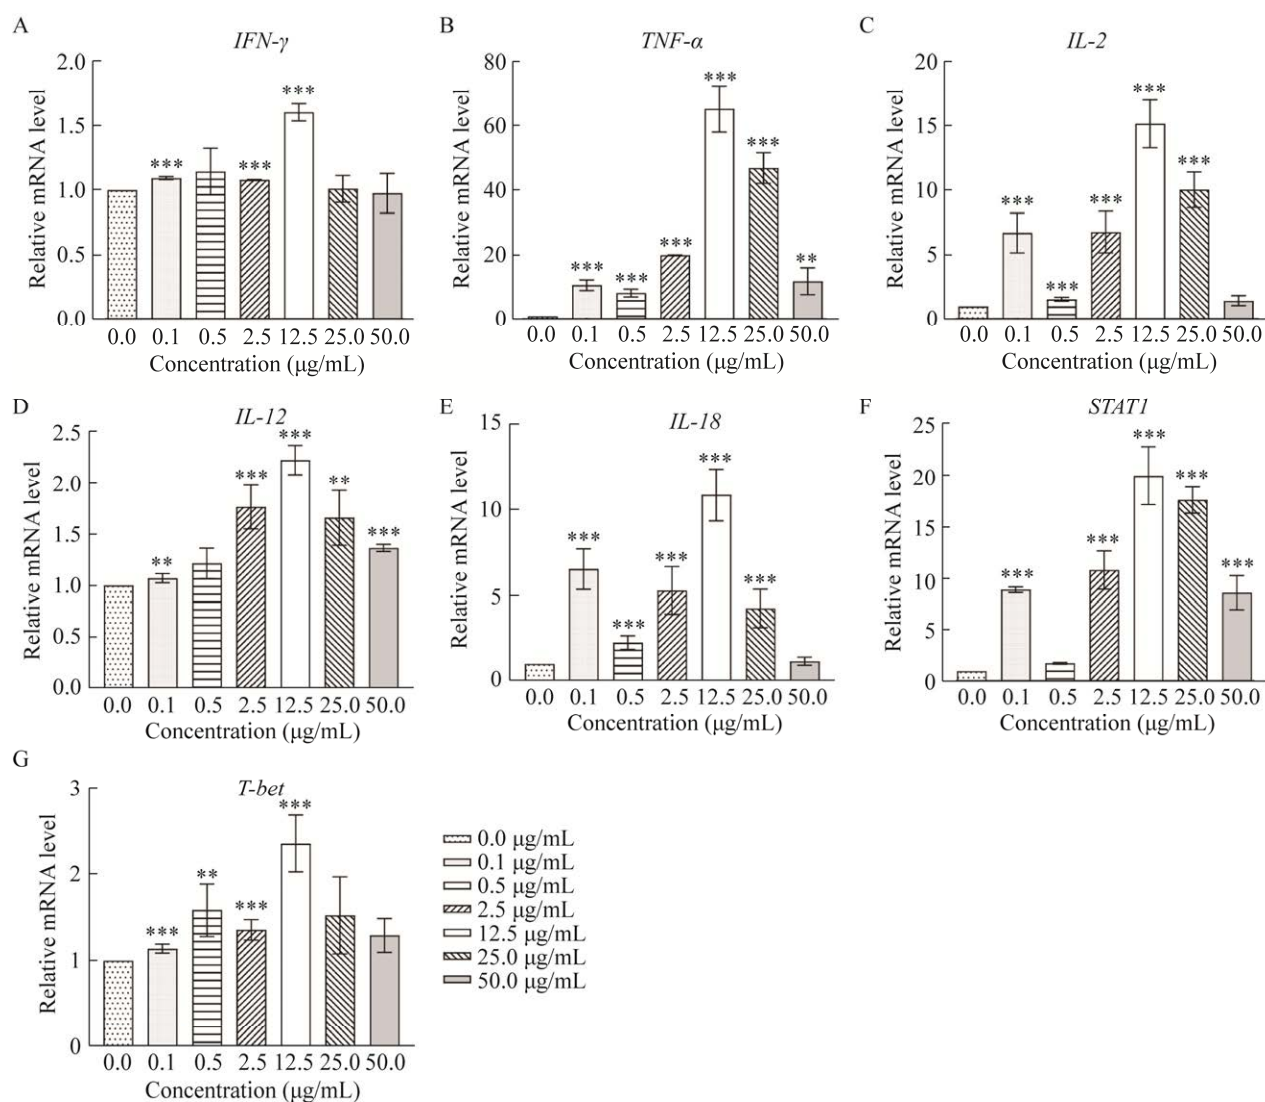 A
IFN-γ
Relative mRNA level
2.0
1.5
1.0
0.5
0.0
***
***
***
0.0 0.1 0.5 2.5 12.5 25.0 50.0
Concentration (μg/mL)
B
TNF-α
Relative mRNA level
80
60
40
20
0
***
***
***
***
***
**
0.0 0.1 0.5 2.5 12.5 25.0 50.0
Concentration (μg/mL)
C
IL-2
Relative mRNA level
20
15
10
5
0
***
***
***
***
***
0.0 0.1 0.5 2.5 12.5 25.0 50.0
Concentration (μg/mL)
D
IL-12
Relative mRNA level
2.5
2.0
1.5
1.0
0.5
0.0
**
***
***
**
***
0.0 0.1 0.5 2.5 12.5 25.0 50.0
Concentration (μg/mL)
E
IL-18
Relative mRNA level
15
10
5
0
***
***
***
***
***
0.0 0.1 0.5 2.5 12.5 25.0 50.0
Concentration (μg/mL)
F
STAT1
Relative mRNA level
25
20
15
10
5
0
***
***
***
***
***
0.0 0.1 0.5 2.5 12.5 25.0 50.0
Concentration (μg/mL)
G
T-bet
Relative mRNA level
3
2
1
0
***
**
***
***
0.0 0.1 0.5 2.5 12.5 25.0 50.0
Concentration (μg/mL)
0.0 μg/mL
0.1 μg/mL
0.5 μg/mL
2.5 μg/mL
12.5 μg/mL
25.0 μg/mL
50.0 μg/mL